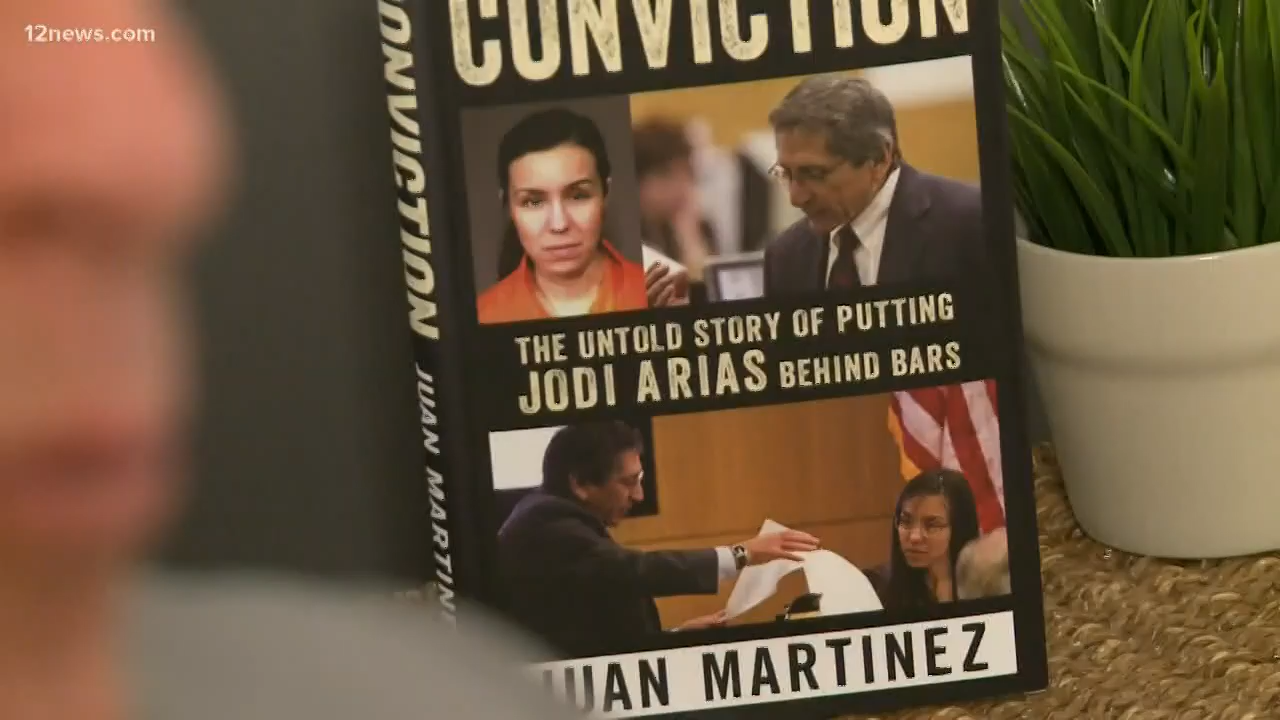 12news.com
CONVICTION
CONVICTION JUAN MARTINEZ
THE UNTOLD STORY OF PUTTING
JODI ARIAS BEHIND BARS
JUAN MARTINEZ